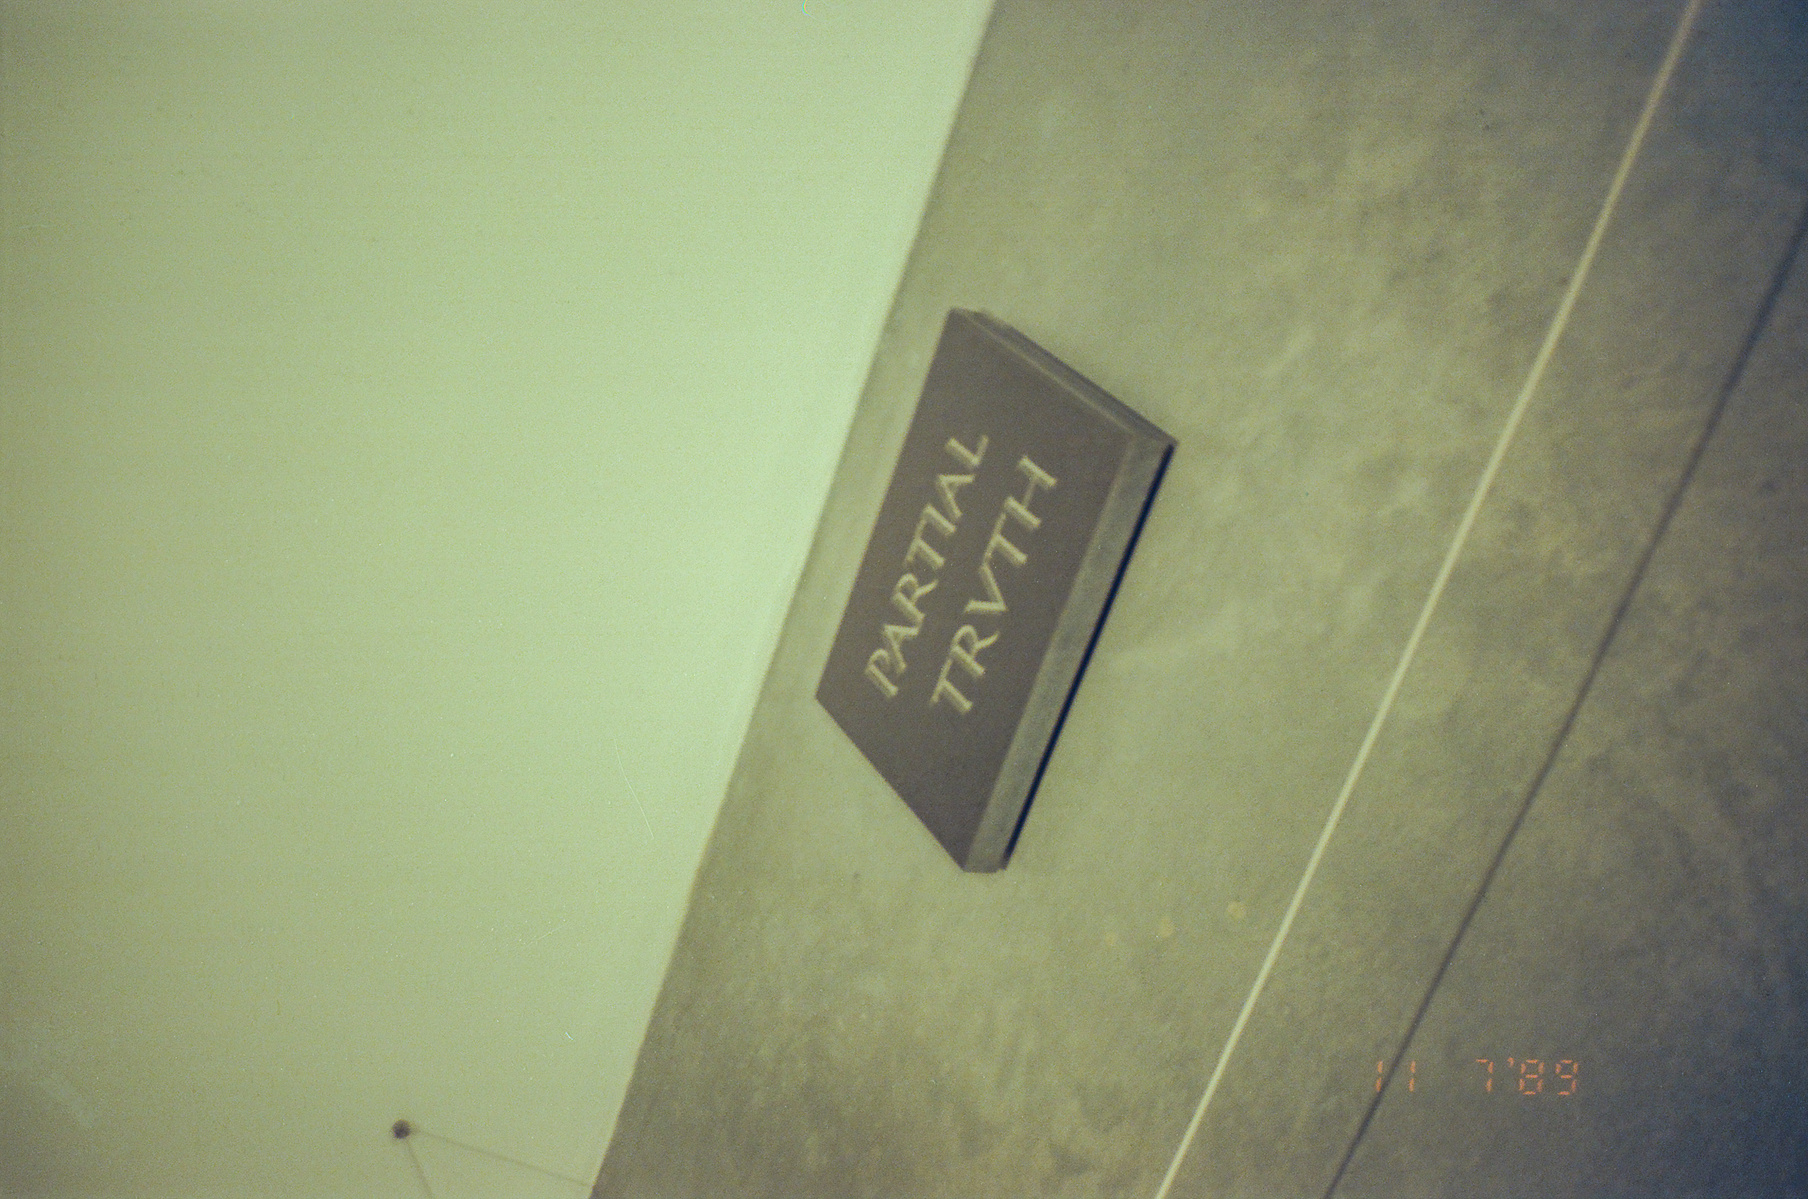 PARTIAL
TRVTH
11 7'89